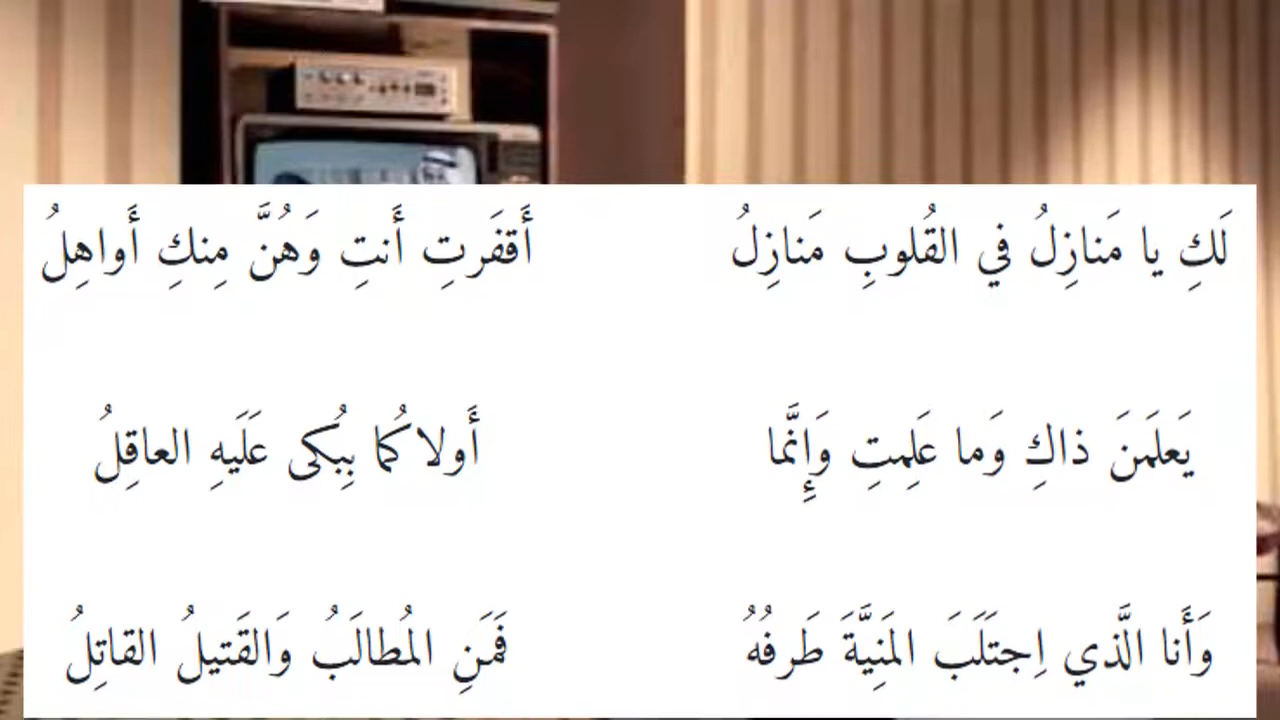 لَكِ يا مَنازِلُ في القُلوبِ مَنازِلُ أَقفَرتِ أَنتِ وَهُنَّ مِنكِ أَواهِلُ
يَعلَمنَ ذاكِ وَما عَلِمتِ وَإِنَّما أَولاكُما بِبُكى عَلَيهِ العاقِلُ
وَأَنا الَّذي اِجتَلَبَ المَنِيَّةَ طَرفُهُ فَمَنِ المُطالَبُ وَالقَتيلُ القاتِلُ